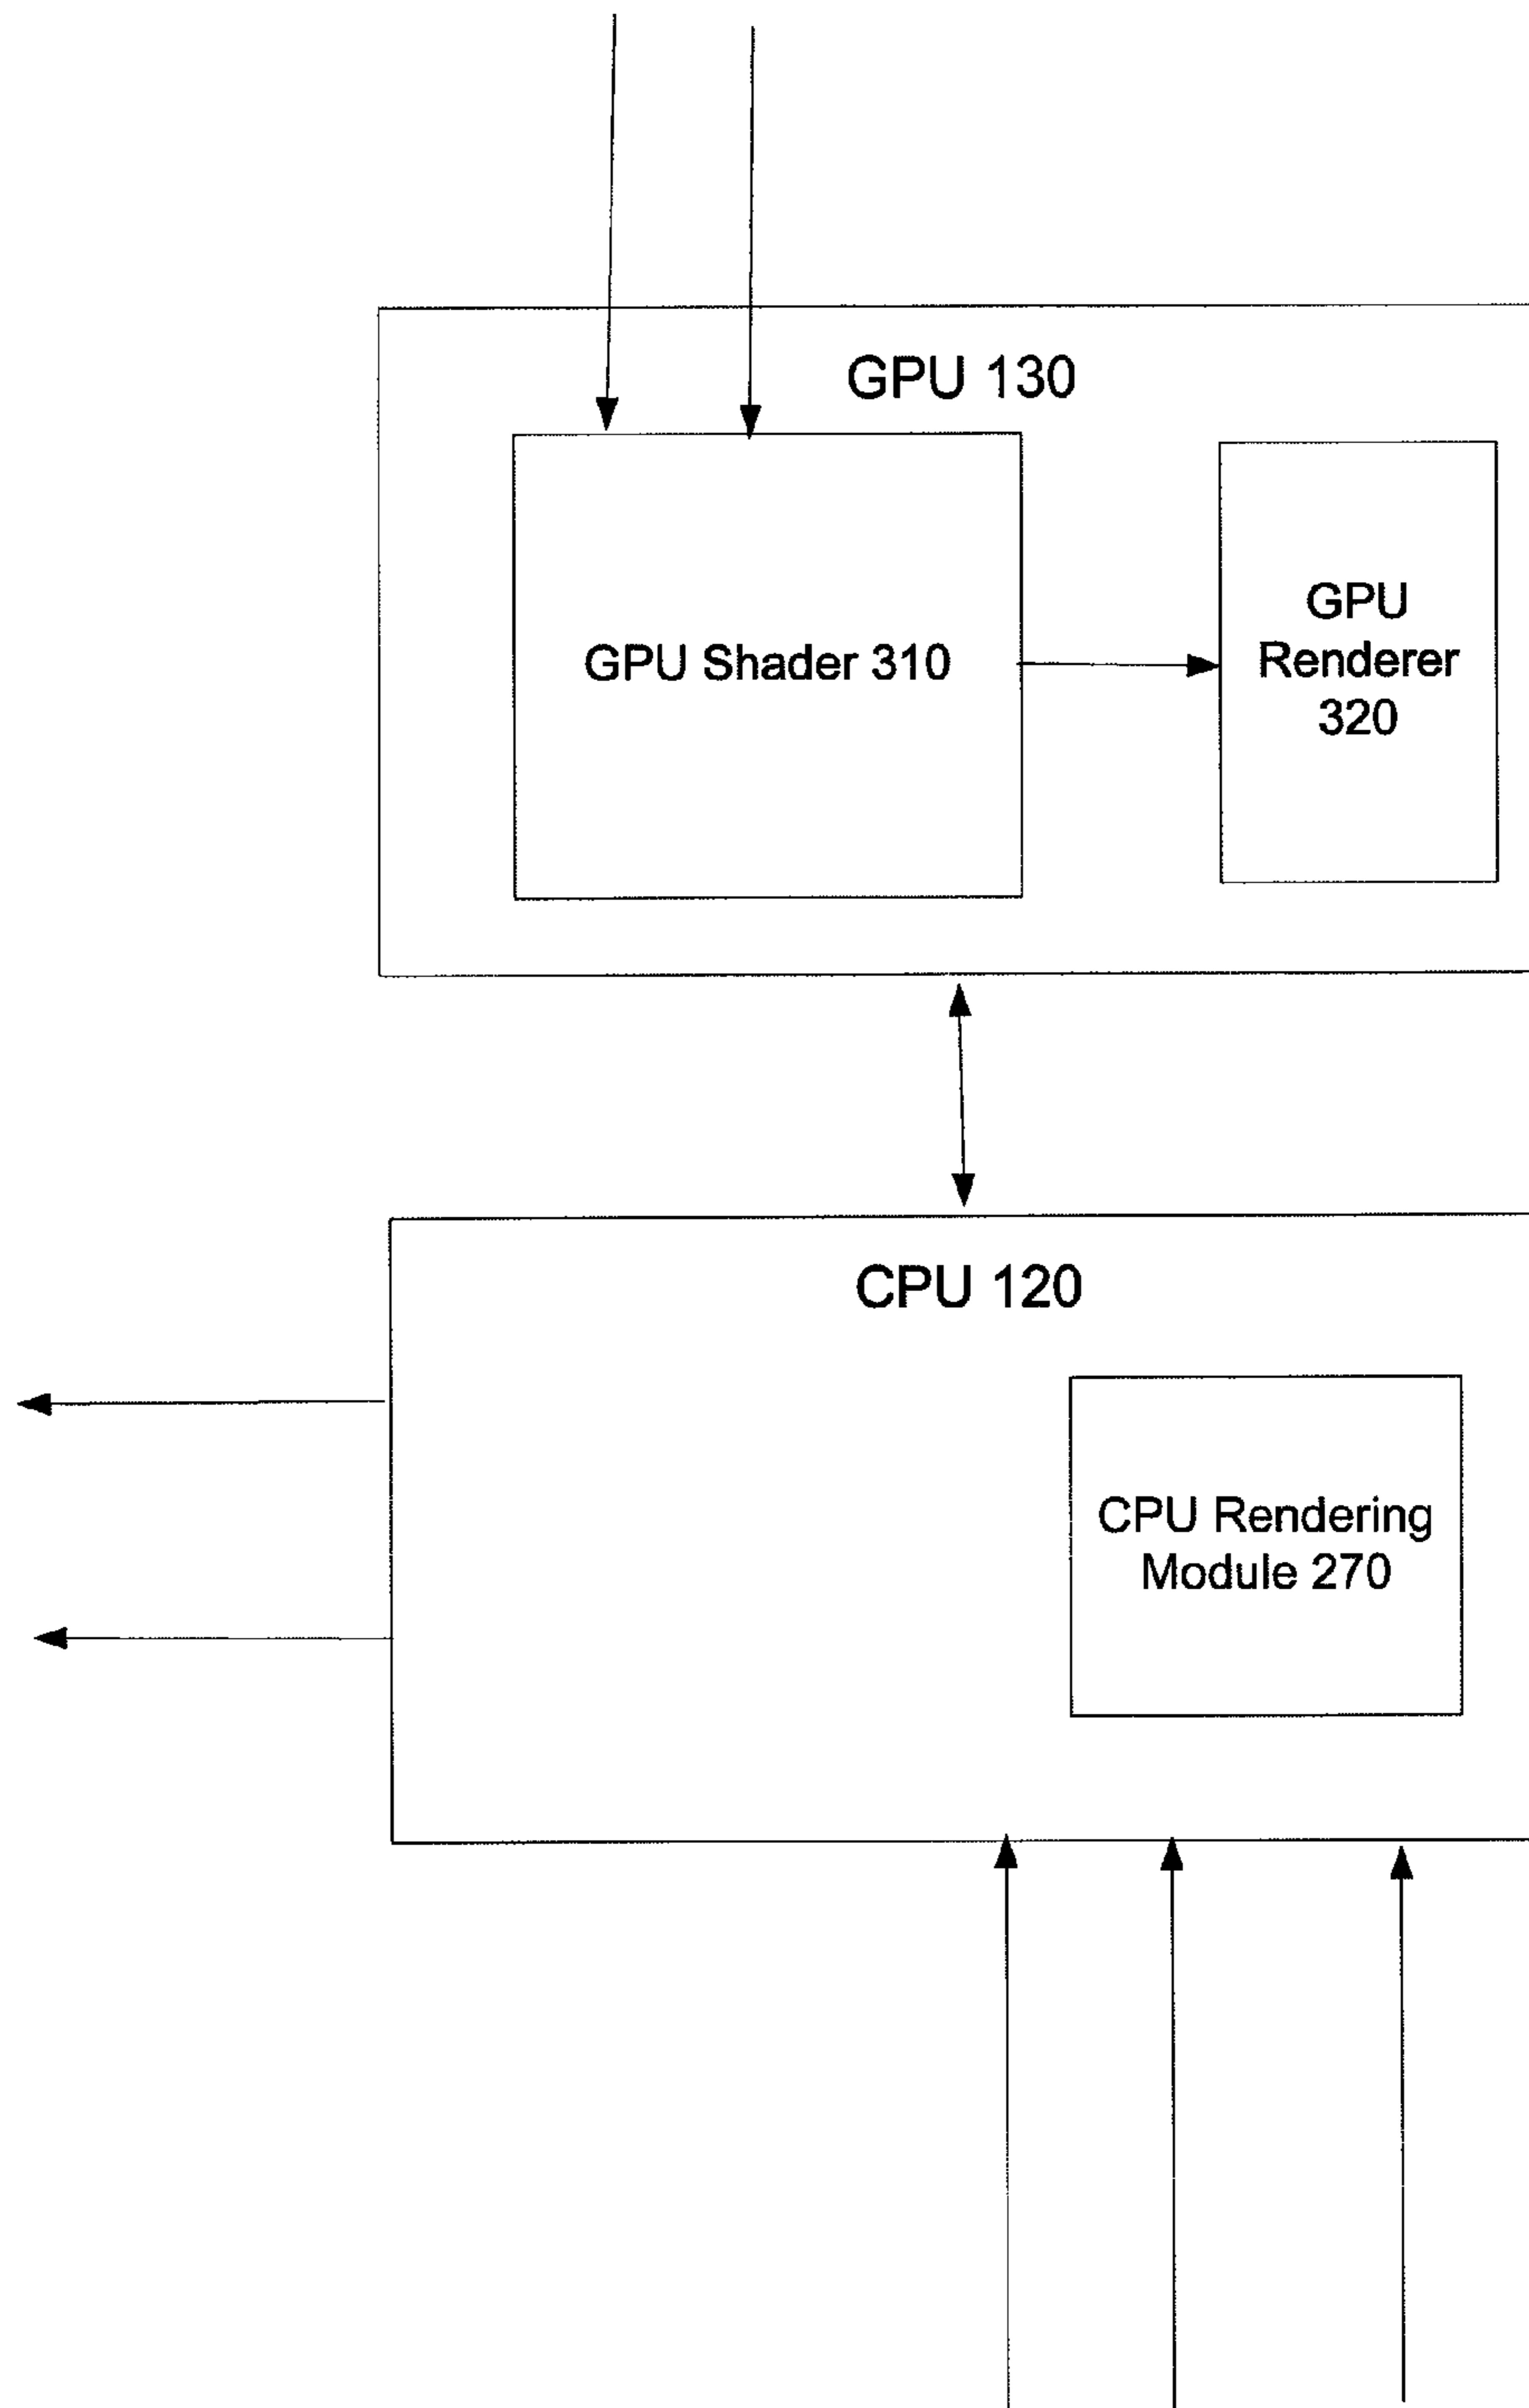 GPU 130
GPU Shader 310
GPU
Renderer
320
CPU 120
CPU Rendering
Module 270